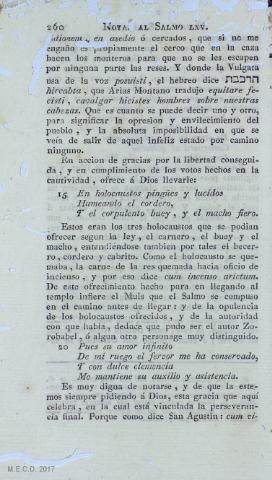 260 NOTA. AL SALMO LXV.
sidionem, en asedio ó cercados, que si no me
engaño es propiamente el cerco que en la caza
hacen los monteros para que no se les escapen
por ninguna parte las reses. Y donde la Vulgata
usa de la voz posuisti, el hebreo dice הרכבת
hircabta, que Arias Montano tradujo equitare fe-
cisti, cavalgar hicistes hombres sobre nuestras
cabezas. Que es cuanto se puede decir uno y otro,
para significar la opresion y envilecimiento del
pueblo, y la absoluta imposibilidad en que se
veía de salir de aquel infeliz estado por camino
ninguno.
En accion de gracias por la libertad consegui-
da, y en cumplimiento de los votos hechos en la
cautividad, ofrece á Dios llevarle:
15 En holocaustos pingües y lucidos
Humeando el cordero,
Y el corpulento buey, y el macho fiero.
Estos eran los tres holocaustos que se podian
ofrecer segun la ley, el carnero, el buey y el
macho, entendiéndose tambien por tales el becer-
ro, cordero y cabrito. Como el holocausto se que-
maba, la carne de la res quemada hacia oficio de
incienso, y por eso dice cum incenso arietum.
De este ofrecimiento hecho para en llegando al
templo infiere el Muis que el Salmo se compuso
en el camino antes de llegar: y de la opulencia
de los holocaustos ofrecidos, y de la autoridad
con que habla, deduce que pudo ser el autor Zo-
robabel, ó algun otro personage muy distinguido.
20 Pues su amor infinito
De mi ruego el fervor me ha conservado,
Y con dulce clemencia
Me mantiene su auxilio y asistencia.
Es muy digna de notarse, y de que la este-
mos siempre pidiendo á Dios, esta gracia que aquí
celebra, en la cual está vinculada la perseveran-
cia final. Porque como dice San Agustin: cum vi-
M.E.C.D. 2017